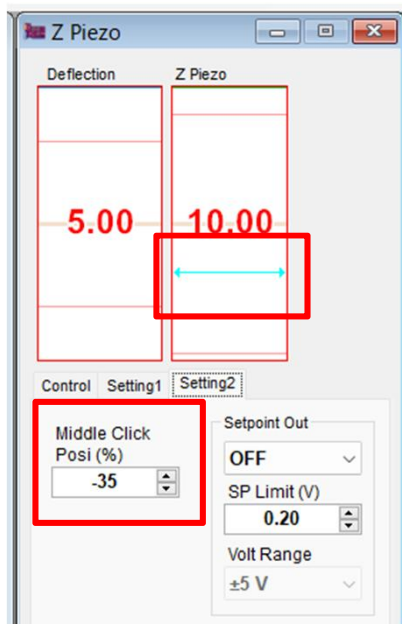 Z Piezo
Deflection
Z Piezo
5.00
10.00
Control
Setting1
Setting2
Middle Click
Posi (%)
-35
Setpoint Out
OFF
SP Limit (V)
0.20
Volt Range
±5 V